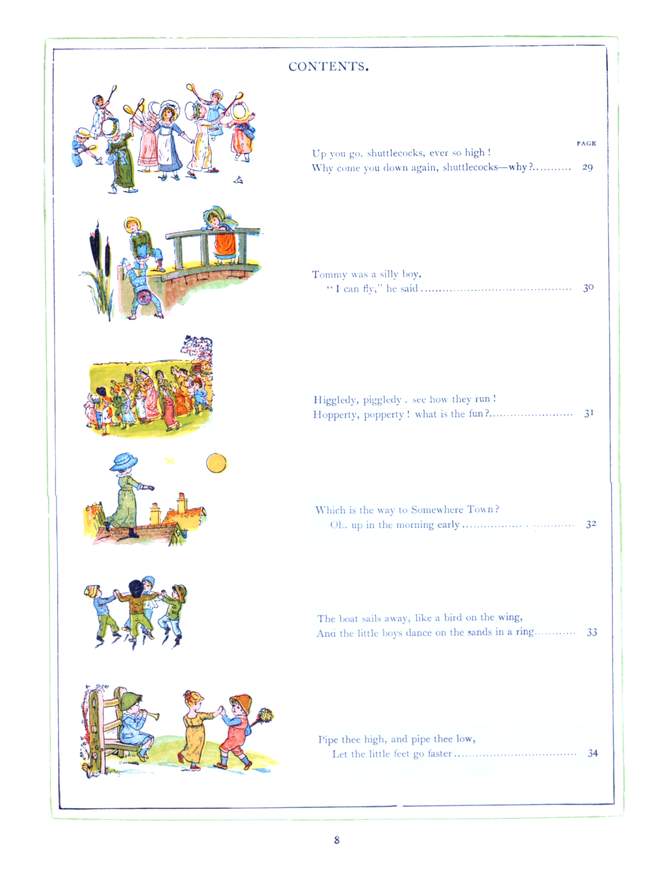 CONTENTS.
PAGE
Up you go, shuttlecocks, ever so high!
Why come you down again, shuttlecocks—why?.......... 29
Tommy was a silly boy,
“I can fly,” he said .......................................... 30
Higgledy, piggledy . see how they run!
Hopperty, popperty! what is the fun?....................... 31
Which is the way to Somewhere Town?
Oh, up in the morning early .............................. 32
The boat sails away, like a bird on the wing,
And the little boys dance on the sands in a ring........... 33
Pipe thee high, and pipe thee low,
Let the little feet go faster .................................. 34
8